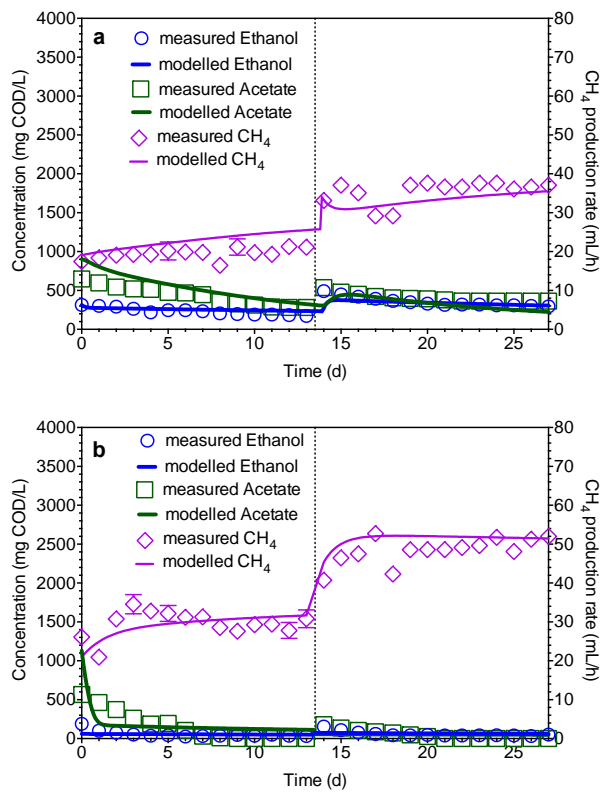 a
measured Ethanol
modelled Ethanol
measured Acetate
modelled Acetate
measured CH4
modelled CH4
Concentration (mg COD/L)
4000
3500
3000
2500
2000
1500
1000
500
0
CH4 production rate (mL/h)
80
70
60
50
40
30
20
10
0
0 5 10 15 20 25
Time (d)
b
measured Ethanol
modelled Ethanol
measured Acetate
modelled Acetate
measured CH4
modelled CH4
Concentration (mg COD/L)
4000
3500
3000
2500
2000
1500
1000
500
0
CH4 production rate (mL/h)
80
70
60
50
40
30
20
10
0
0 5 10 15 20 25
Time (d)